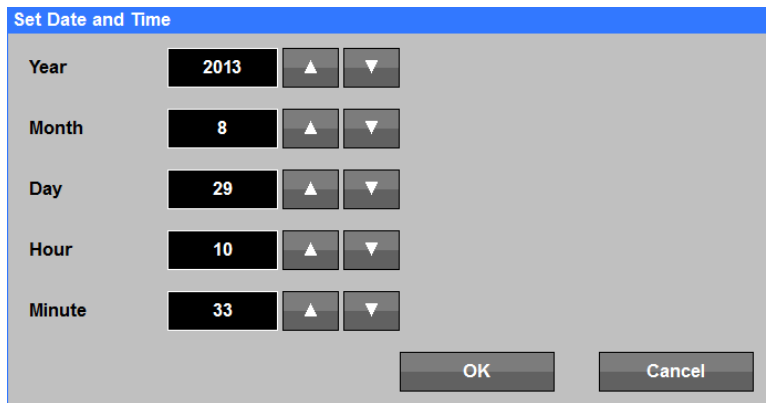 Set Date and Time
Year 2013 ▲ ▼
Month 8 ▲ ▼
Day 29 ▲ ▼
Hour 10 ▲ ▼
Minute 33 ▲ ▼
OK Cancel